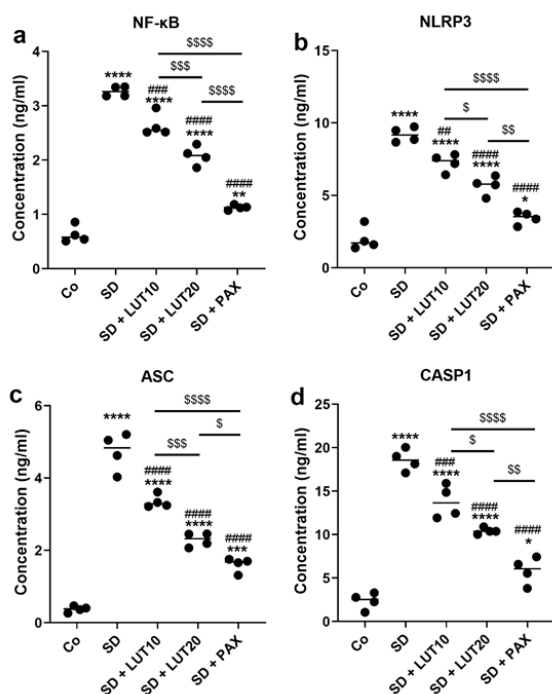 a
NF-κB
$$$$
$$$
$$$$
****
###
****
####
****
####
**
Concentration (ng/ml)
4
3
2
1
0
Co
SD
SD + LUT10
SD + LUT20
SD + PAX
b
NLRP3
$$$$
$
$$
****
##
****
####
****
####
*
Concentration (ng/ml)
15
10
5
0
Co
SD
SD + LUT10
SD + LUT20
SD + PAX
c
ASC
$$$$
$
$$$
****
####
****
####
****
####
***
Concentration (ng/ml)
6
4
2
0
Co
SD
SD + LUT10
SD + LUT20
SD + PAX
d
CASP1
$$$$
$
$$
****
###
****
####
****
####
*
Concentration (ng/ml)
25
20
15
10
5
0
Co
SD
SD + LUT10
SD + LUT20
SD + PAX